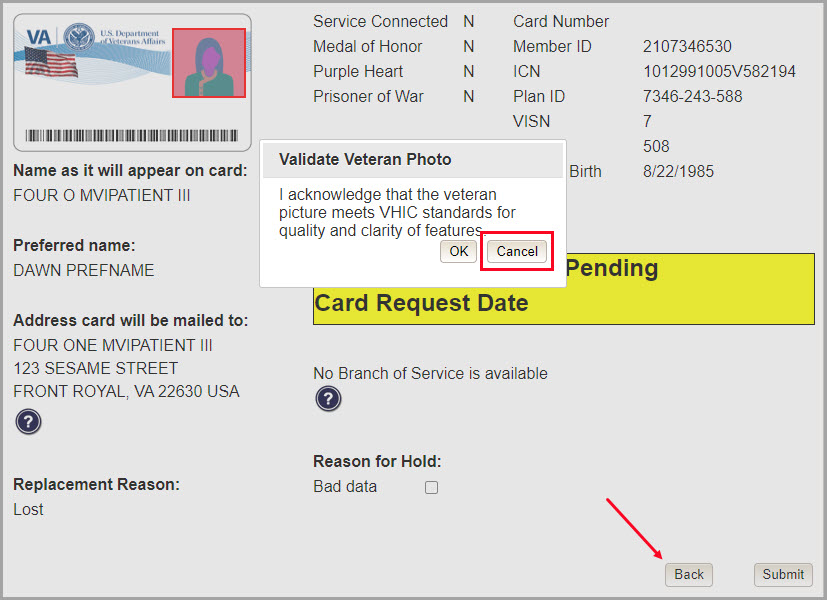 VA
U.S. Department
of Veterans Affairs
Name as it will appear on card:
FOUR O MVIPATIENT III
Preferred name:
DAWN PREFNAME
Address card will be mailed to:
FOUR ONE MVIPATIENT III
123 SESAME STREET
FRONT ROYAL, VA 22630 USA
?
Replacement Reason:
Lost
Service Connected N
Medal of Honor N
Purple Heart N
Prisoner of War N
Card Number
Member ID 2107346530
ICN 1012991005V582194
Plan ID 7346-243-588
VISN 7
508
Birth 8/22/1985
Validate Veteran Photo
I acknowledge that the veteran
picture meets VHIC standards for
quality and clarity of features.
OK Cancel
Pending
Card Request Date
No Branch of Service is available
?
Reason for Hold:
Bad data
Back Submit